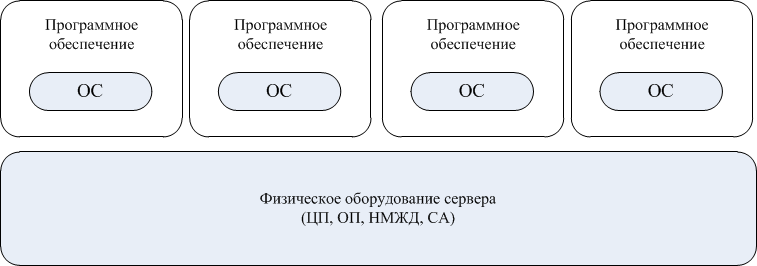 Программное
обеспечение
ОС
Программное
обеспечение
ОС
Программное
обеспечение
ОС
Программное
обеспечение
ОС
Физическое оборудование сервера
(ЦП, ОП, НМЖД, СА)